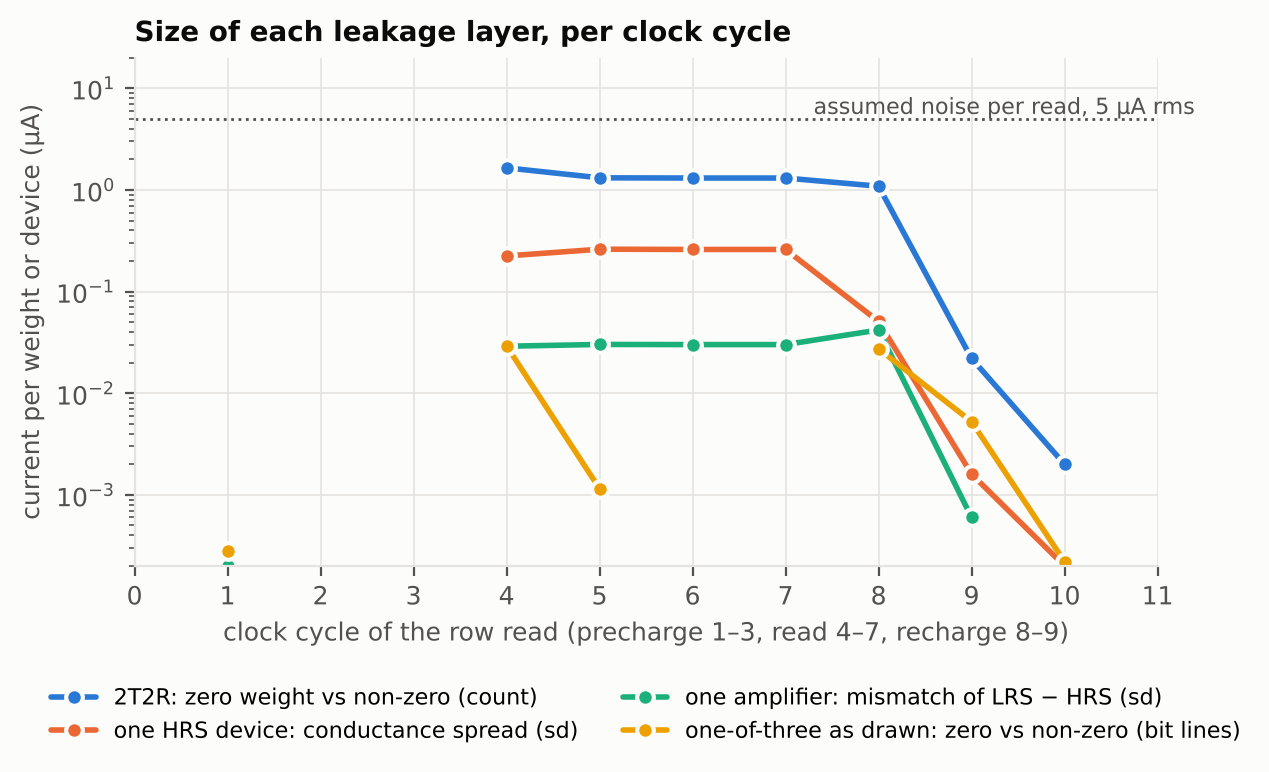 Size of each leakage layer, per clock cycle
current per weight or device (µA)
10¹
10⁰
10⁻¹
10⁻²
10⁻³
assumed noise per read, 5 µA rms
0 1 2 3 4 5 6 7 8 9 10 11
clock cycle of the row read (precharge 1–3, read 4–7, recharge 8–9)
2T2R: zero weight vs non-zero (count)
one HRS device: conductance spread (sd)
one amplifier: mismatch of LRS − HRS (sd)
one-of-three as drawn: zero vs non-zero (bit lines)